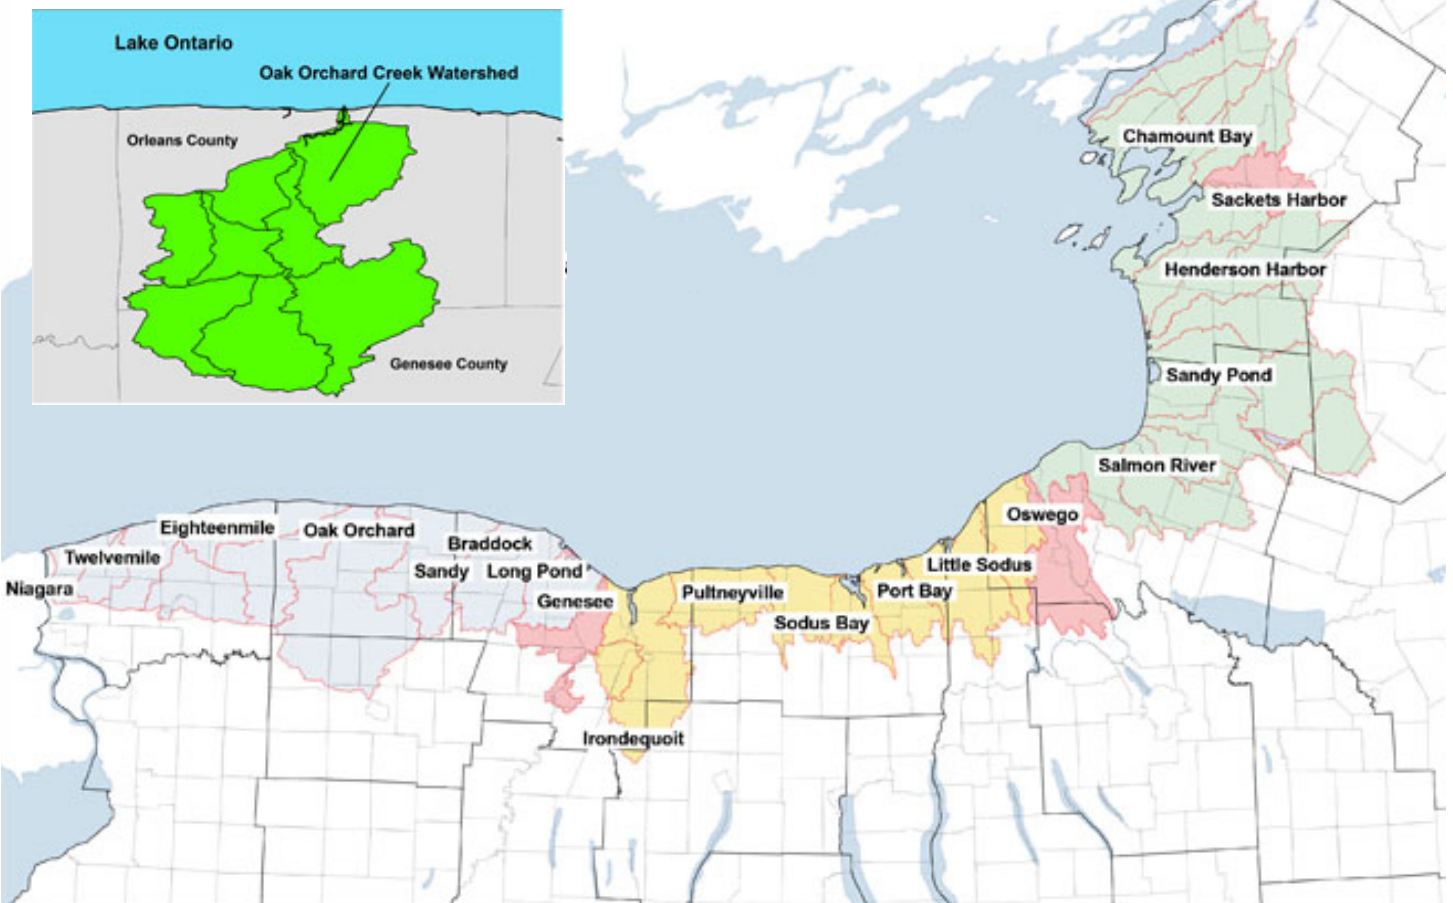 Lake Ontario
Oak Orchard Creek Watershed
Orleans County
Genesee County
Chamount Bay
Sackets Harbor
Henderson Harbor
Sandy Pond
Salmon River
Oswego
Little Sodus
Port Bay
Sodus Bay
Pultneyville
Irondequoit
Genesee
Long Pond
Braddock
Sandy
Oak Orchard
Eighteenmile
Twelvemile
Niagara